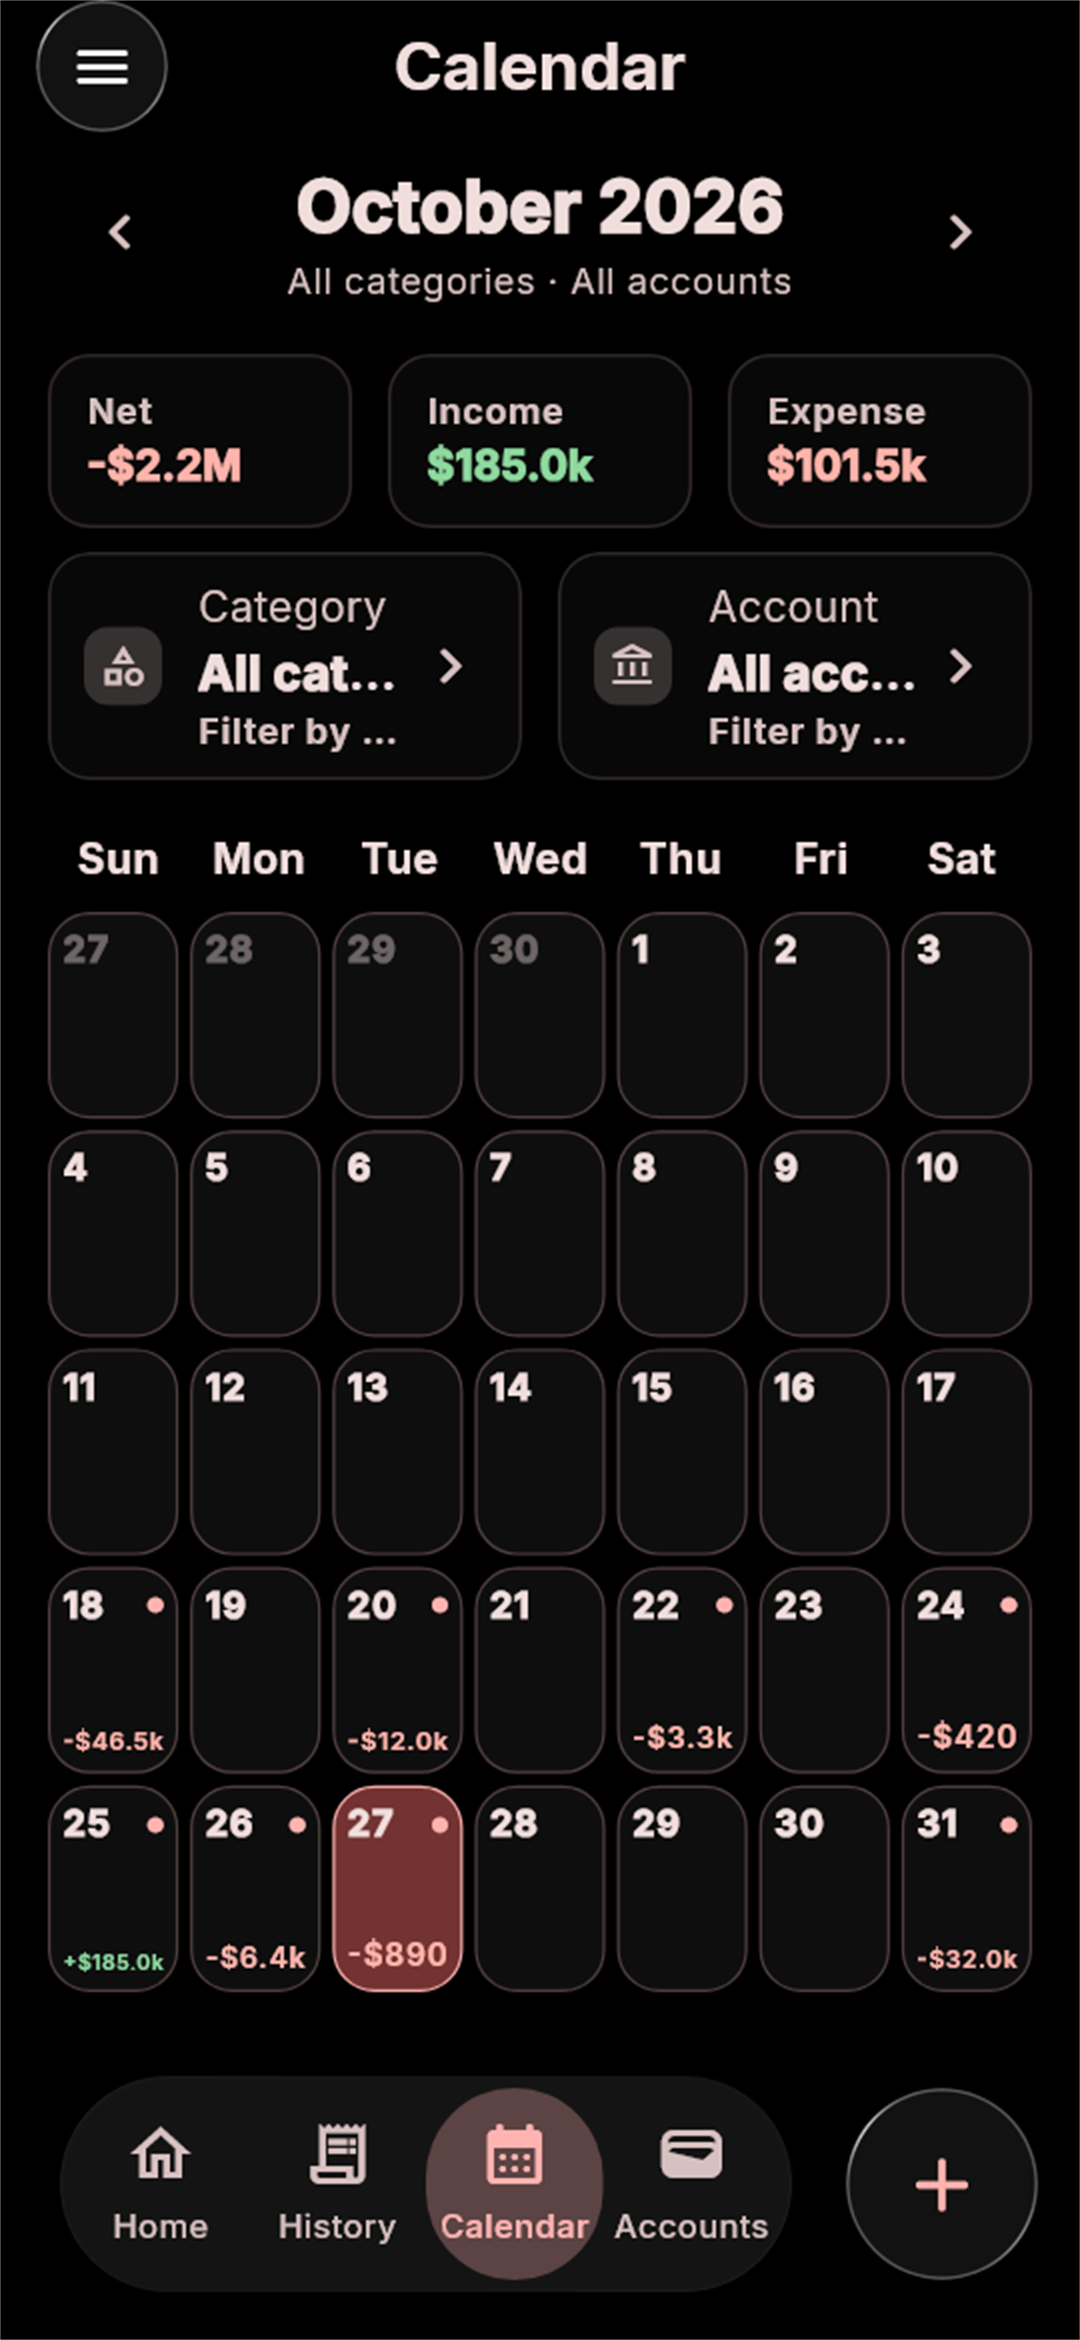 Calendar
October 2026
All categories · All accounts
Net
-$2.2M
Income
$185.0k
Expense
$101.5k
Category
All cat...
Filter by ...
Account
All acc...
Filter by ...
Sun Mon Tue Wed Thu Fri Sat
27 28 29 30 1 2 3
4 5 6 7 8 9 10
11 12 13 14 15 16 17
18 19 20 21 22 23 24
-$46.5k -$12.0k -$3.3k -$420
25 26 27 28 29 30 31
+$185.0k -$6.4k -$890 -$32.0k
Home History Calendar Accounts